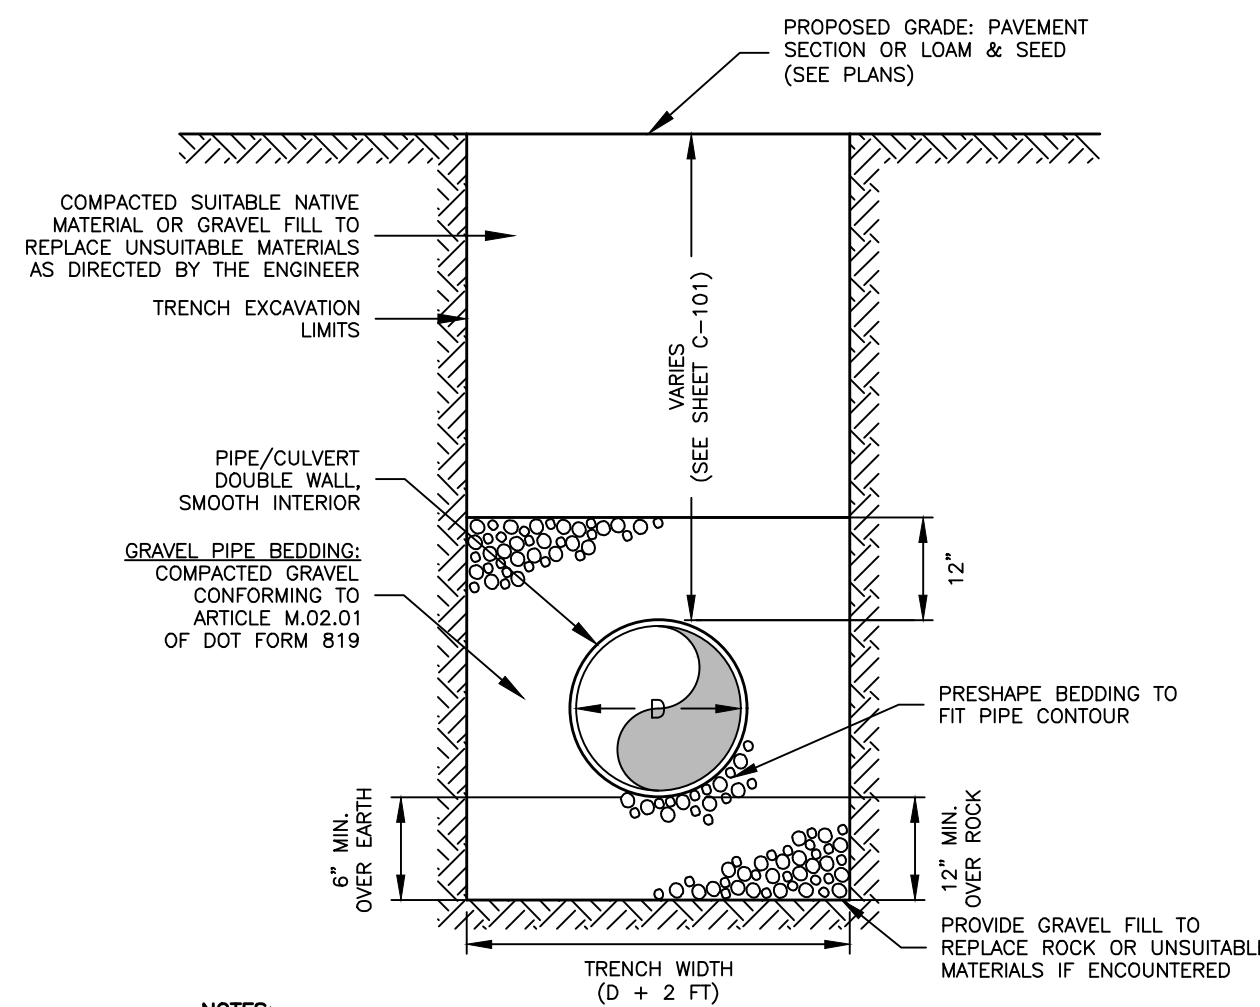 PROPOSED GRADE: PAVEMENT
SECTION OR LOAM & SEED
(SEE PLANS)
COMPACTED SUITABLE NATIVE
MATERIAL OR GRAVEL FILL TO
REPLACE UNSUITABLE MATERIALS
AS DIRECTED BY THE ENGINEER
TRENCH EXCAVATION
LIMITS
VARIES
(SEE SHEET C-101)
PIPE/CULVERT
DOUBLE WALL,
SMOOTH INTERIOR
GRAVEL PIPE BEDDING:
COMPACTED GRAVEL
CONFORMING TO
ARTICLE M.02.01
OF DOT FORM 819
12"
D
PRESHAPE BEDDING TO
FIT PIPE CONTOUR
6" MIN.
OVER EARTH
12" MIN.
OVER ROCK
PROVIDE GRAVEL FILL TO
REPLACE ROCK OR UNSUITABLE
MATERIALS IF ENCOUNTERED
TRENCH WIDTH
(D + 2 FT)
NOTES: